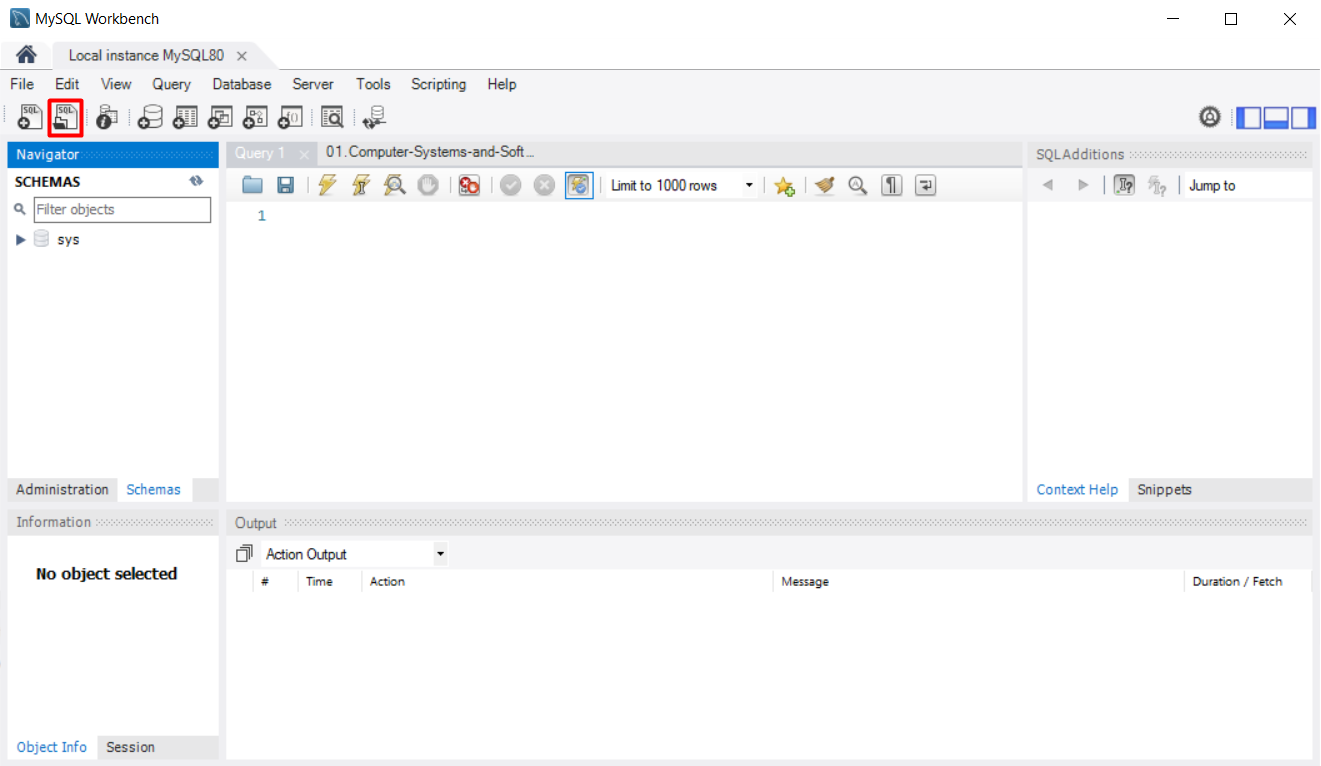 MySQL Workbench
Local instance MySQL80
File Edit View Query Database Server Tools Scripting Help
SQL SQL
Navigator
SCHEMAS
Filter objects
sys
Administration Schemas
Query 1 01.Computer-Systems-and-Soft...
Limit to 1000 rows
1
SQLAdditions
Jump to
Context Help Snippets
Information
No object selected
Object Info Session
Output
Action Output
# Time Action Message Duration / Fetch